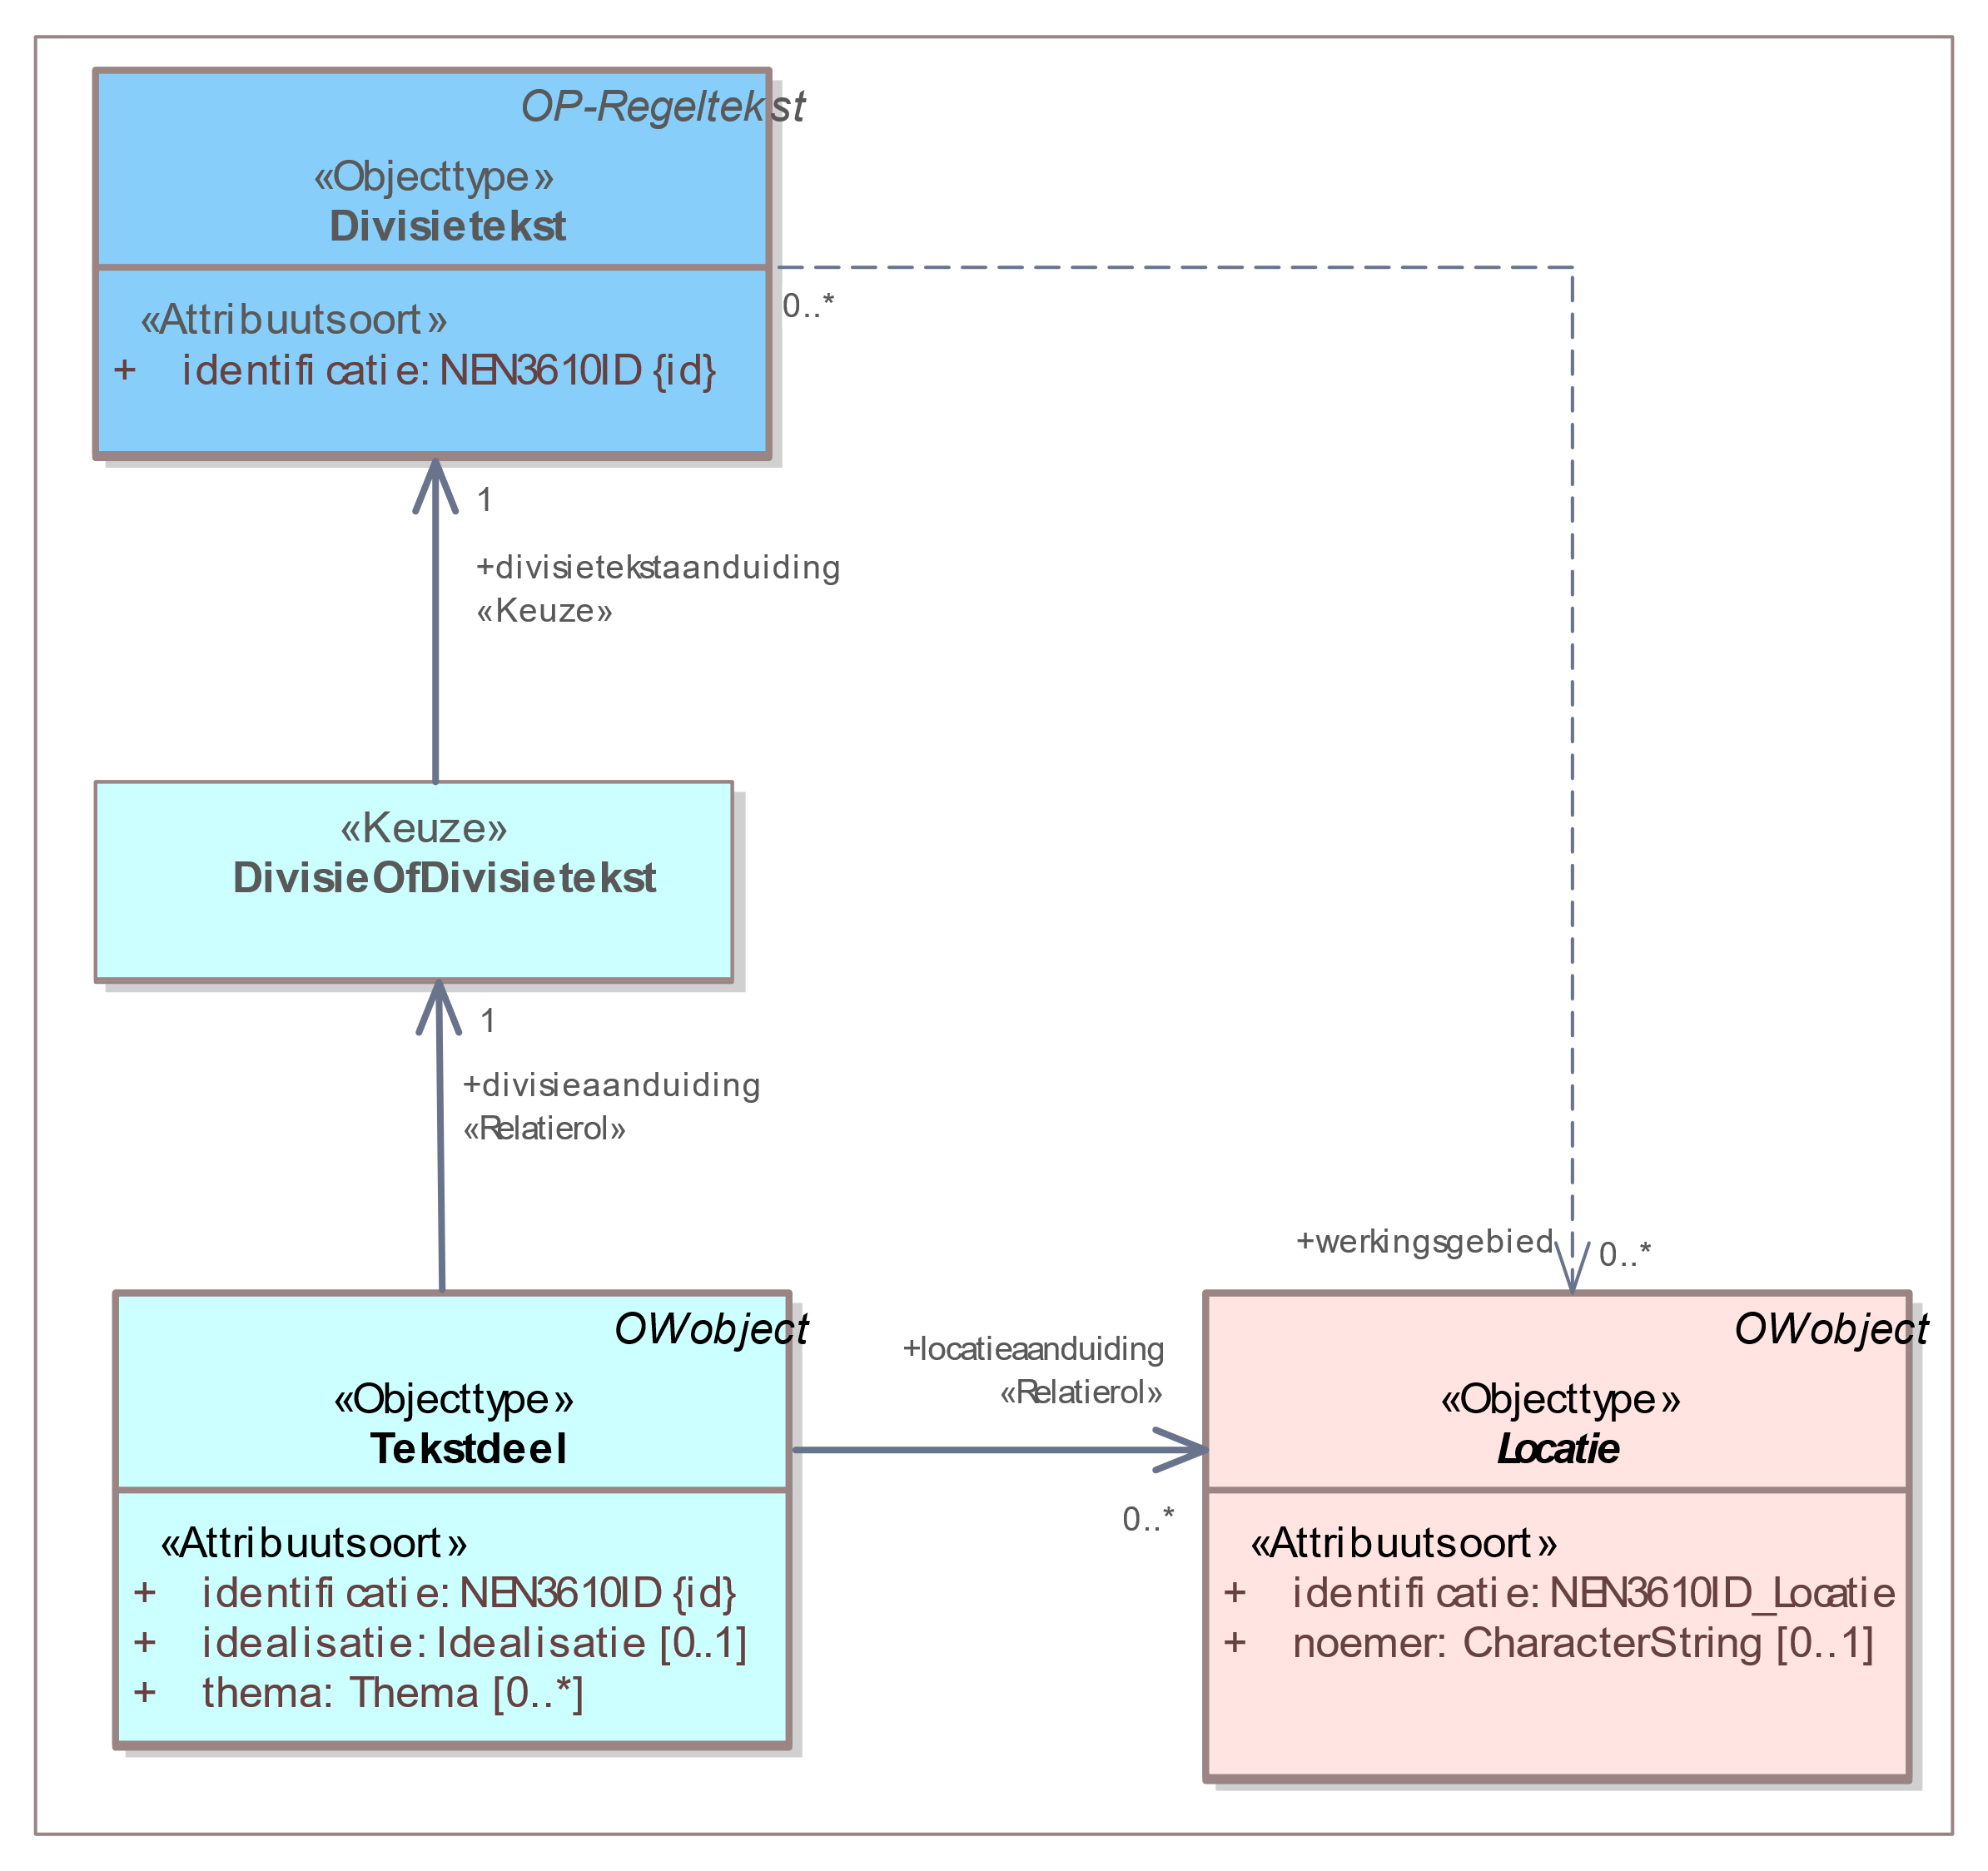 OP-Regeltekst
«Objecttype»
Divisietekst
«Attribuutsoort»
+ identificatie: NEN3610ID {id}
0..*
1
+divisietekstaanduiding
«Keuze»
«Keuze»
DivisieOfDivisietekst
1
+divisieaanduiding
«Relatierol»
+werkingsgebied
0..*
OWobject
«Objecttype»
Tekstdeel
«Attribuutsoort»
+ identificatie: NEN3610ID {id}
+ idealisatie: Idealisatie [0..1]
+ thema: Thema [0..*]
+locatieaanduiding
«Relatierol»
0..*
OWobject
«Objecttype»
Locatie
«Attribuutsoort»
+ identificatie: NEN3610ID_Locatie
+ noemer: CharacterString [0..1]